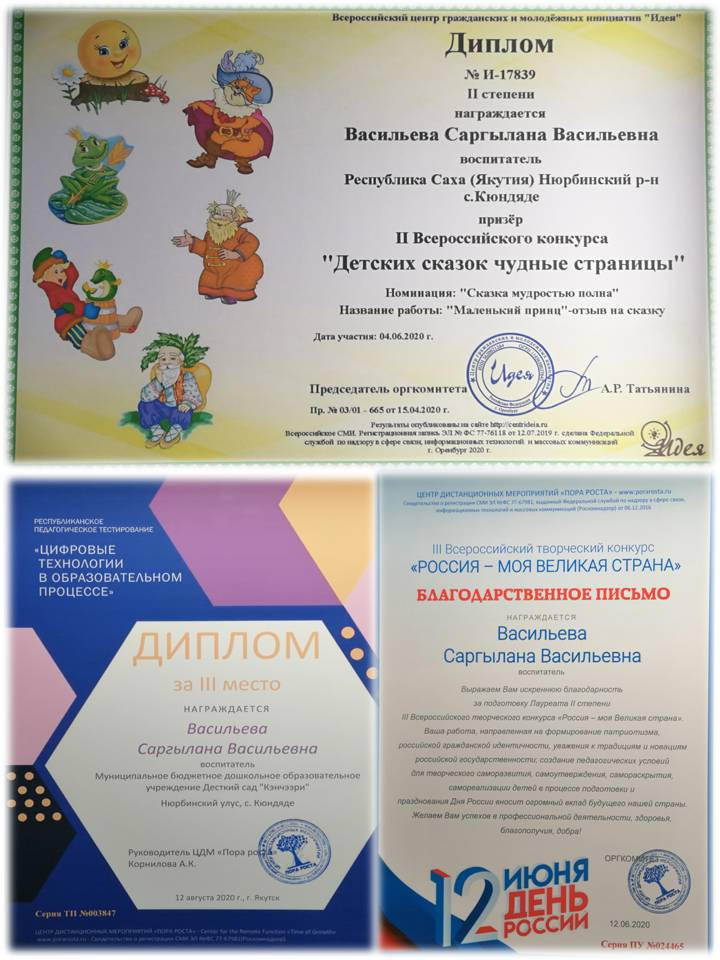 Всероссийский центр гражданских и молодёжных инициатив "Идея"
Диплом
№ И-17839
II степени
награждается
Васильева Саргылана Васильевна
воспитатель
Республика Саха (Якутия) Нюрбинский р-н
с.Кюндяде
призёр
II Всероссийского конкурса
"Детских сказок чудные страницы"
Номинация: "Сказка мудростью полна"
Название работы: "Маленький принц"-отзыв на сказку
Дата участия: 04.06.2020 г.
Идея
Председатель оргкомитета
А.Р. Татьянина
Пр. № 03/01 - 665 от 15.04.2020 г.
Результаты опубликованы на сайте http://centrideia.ru
Всероссийское СМИ. Регистрационная запись ЭЛ № ФС 77-76118 от 12.07.2019 г. сделана Федеральной
службой по надзору в сфере связи, информационных технологий и массовых коммуникаций
г. Оренбург 2020 г.
Идея
РЕСПУБЛИКАНСКОЕ
ПЕДАГОГИЧЕСКОЕ ТЕСТИРОВАНИЕ
«ЦИФРОВЫЕ
ТЕХНОЛОГИИ
В ОБРАЗОВАТЕЛЬНОМ
ПРОЦЕССЕ»
ДИПЛОМ
за III место
НАГРАЖДАЕТСЯ
Васильева
Саргылана Васильевна
воспитатель
Муниципальное бюджетное дошкольное образовательное
учреждение Десткий сад "Кэнчээри"
Нюрбинский улус, с. Кюндяде
Руководитель ЦДМ «Пора роста»
Корнилова А.К.
ПОРА РОСТА
12 августа 2020 г., г. Якутск
Серия ТП №003847
ЦЕНТР ДИСТАНЦИОННЫХ МЕРОПРИЯТИЙ «ПОРА РОСТА» - Center for the Remote Function «Time of Growth»
www.porarosta.ru - Свидетельство о регистрации СМИ ЭЛ №ФС 77-67981(Роскомнадзор)
ЦЕНТР ДИСТАНЦИОННЫХ МЕРОПРИЯТИЙ «ПОРА РОСТА» - www.porarosta.ru
Свидетельство о регистрации СМИ ЭЛ №ФС 77-67981, выданный Федеральной службой по надзору в сфере связи,
информационных технологий и массовых коммуникаций (Роскомнадзор) от 06.12.2016
III Всероссийский творческий конкурс
«РОССИЯ – МОЯ ВЕЛИКАЯ СТРАНА»
БЛАГОДАРСТВЕННОЕ ПИСЬМО
НАГРАЖДАЕТСЯ
Васильева
Саргылана Васильевна
воспитатель
Выражаем Вам искреннюю благодарность
за подготовку Лауреата II степени
III Всероссийского творческого конкурса «Россия – моя Великая страна».
Ваша работа, направленная на формирование патриотизма,
российской гражданской идентичности, уважения к традициям и новациям
российской государственности, создание педагогических условий
для творческого саморазвития, самоутверждения, самораскрытия,
самореализации детей в процессе подготовки и
празднования Дня России вносит огромный вклад будущего нашей страны.
Желаем Вам успехов в профессиональной деятельности, здоровья,
благополучия, добра!
ОРГКОМИТЕТ
ПОРА РОСТА
12 ИЮНЯ
ДЕНЬ
РОССИИ
12.06.2020
Серия ПУ №024465